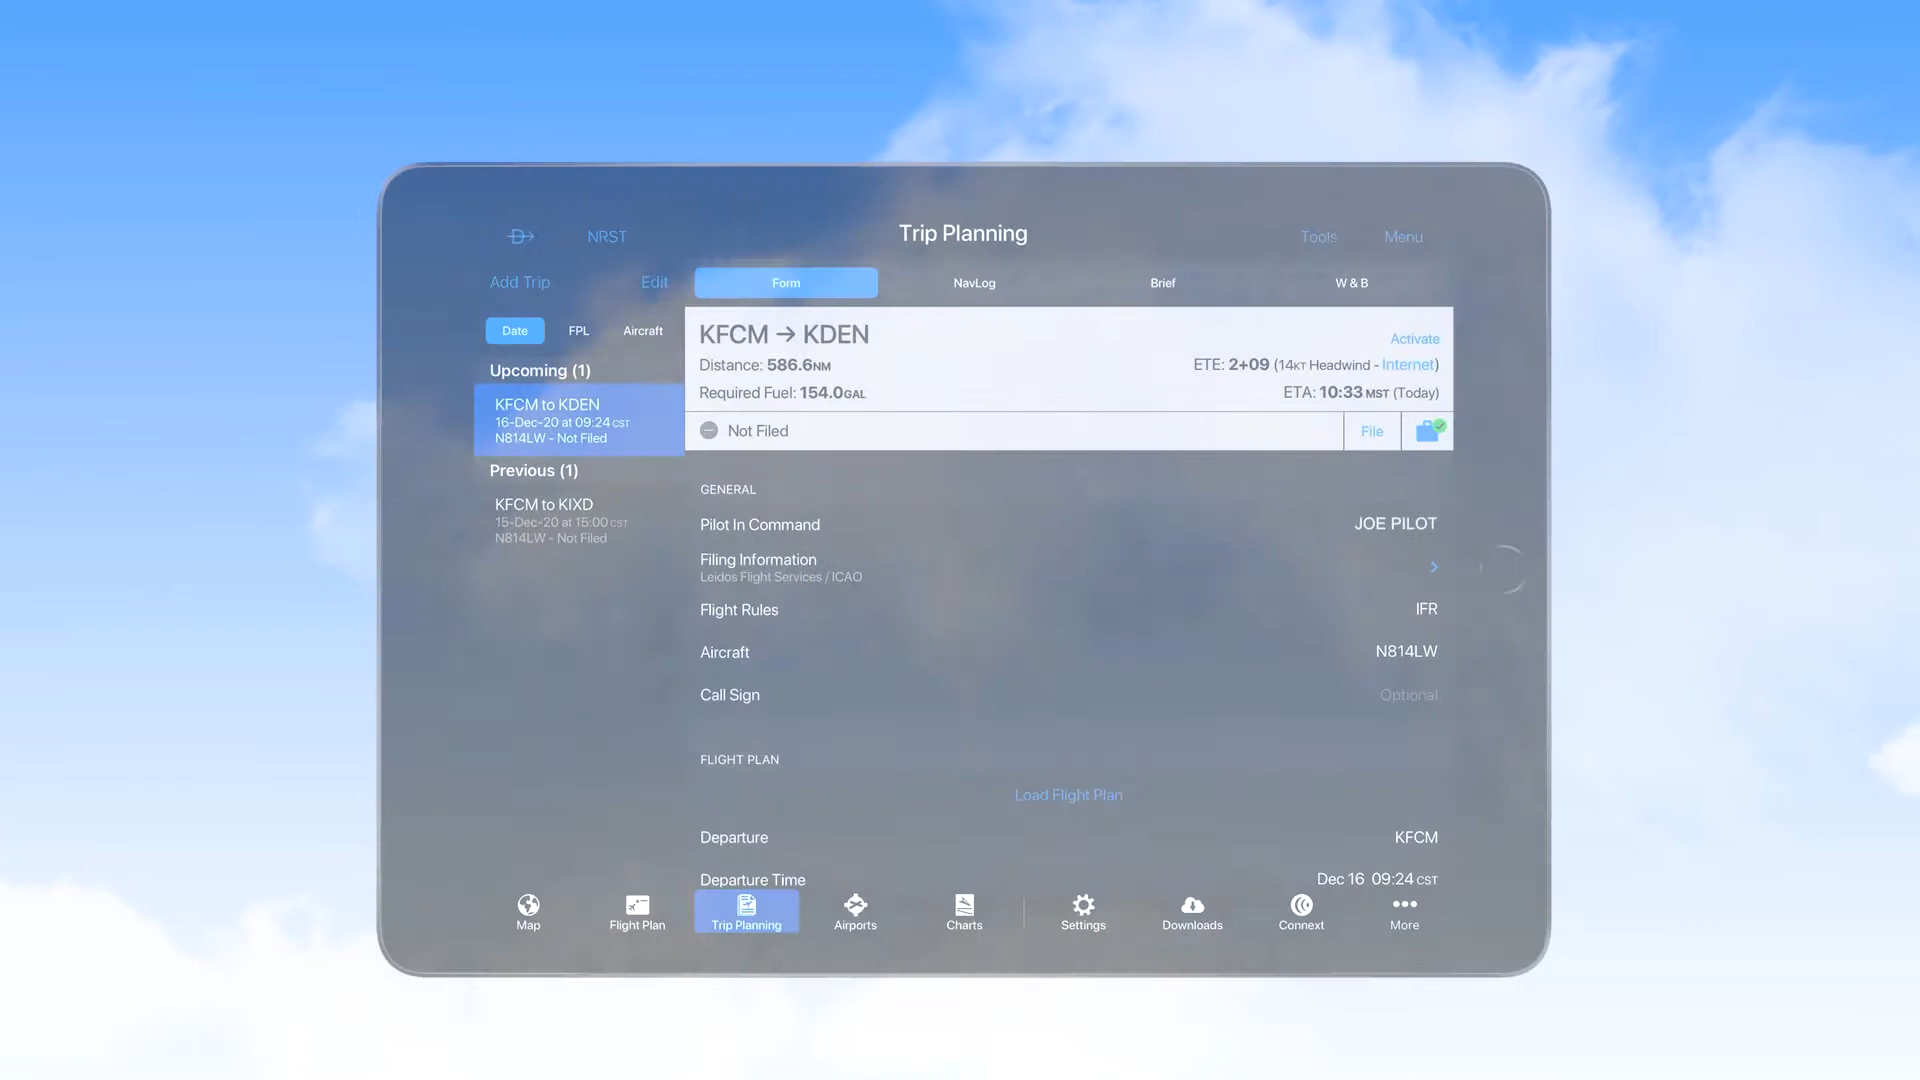 NRST
Trip Planning
Tools
Menu
Add Trip
Edit
Form
NavLog
Brief
W & B
Date
FPL
Aircraft
Upcoming (1)
KFCM to KDEN
16-Dec-20 at 09:24 CST
N814LW - Not Filed
Previous (1)
KFCM to KIXD
15-Dec-20 at 15:00 CST
N814LW - Not Filed
KFCM → KDEN
Activate
Distance: 586.6NM
ETE: 2+09 (14KT Headwind - Internet)
Required Fuel: 154.0GAL
ETA: 10:33 MST (Today)
Not Filed
File
GENERAL
Pilot In Command
JOE PILOT
Filing Information
Leidos Flight Services / ICAO
Flight Rules
IFR
Aircraft
N814LW
Call Sign
Optional
FLIGHT PLAN
Load Flight Plan
Departure
KFCM
Departure Time
Dec 16 09:24 CST
Map
Flight Plan
Trip Planning
Airports
Charts
Settings
Downloads
Connext
More